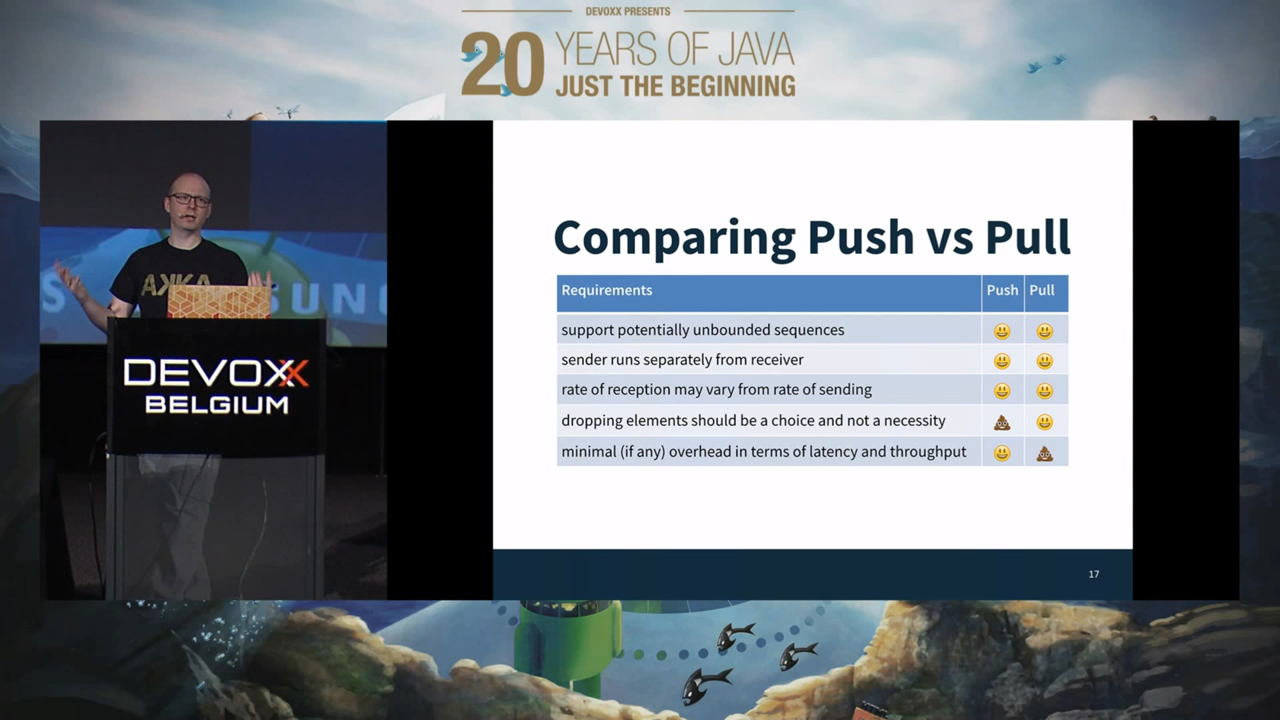 DEVOXX PRESENTS
20 YEARS OF JAVA
JUST THE BEGINNING
AKKA
DEVOXX
BELGIUM
Comparing Push vs Pull
Requirements Push Pull
support potentially unbounded sequences 😃 😃
sender runs separately from receiver 😃 😃
rate of reception may vary from rate of sending 😃 😃
dropping elements should be a choice and not a necessity 💩 😃
minimal (if any) overhead in terms of latency and throughput 😃 💩
17